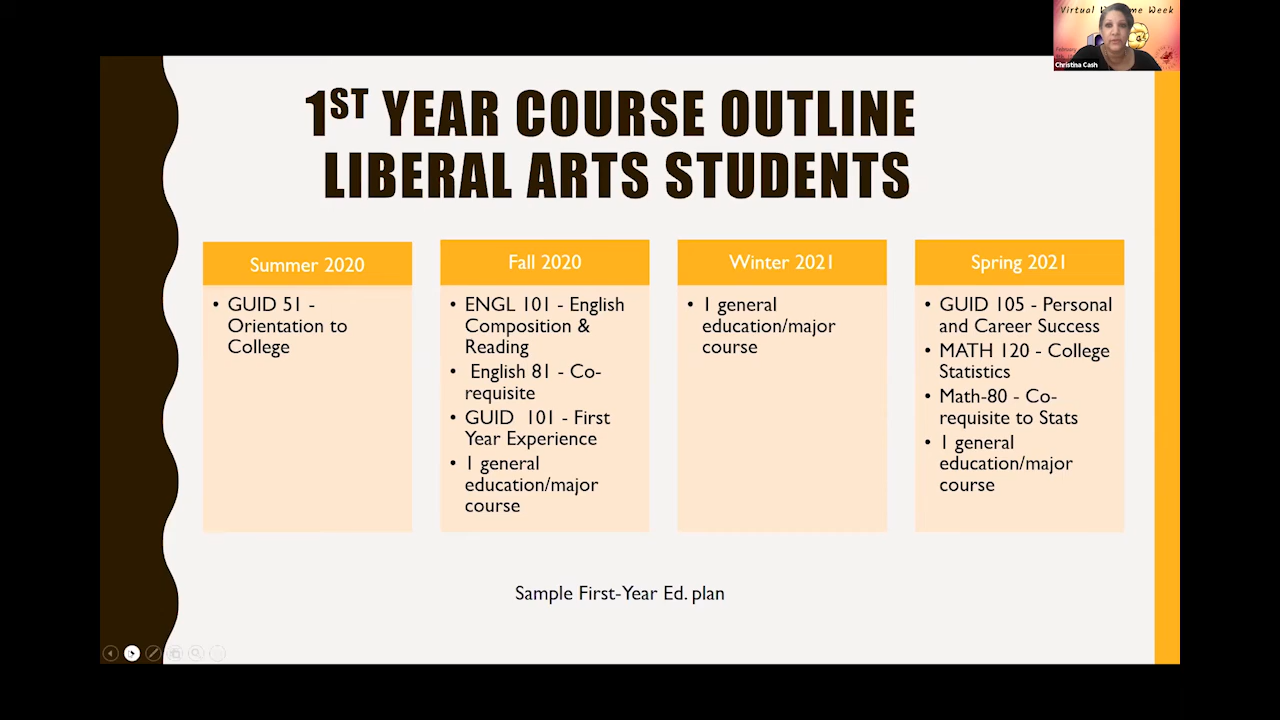 Virtual Welcome Week
February
Christina Cash
1ST YEAR COURSE OUTLINE
LIBERAL ARTS STUDENTS
Summer 2020
• GUID 51 -
Orientation to
College
Fall 2020
• ENGL 101 - English
Composition &
Reading
• English 81 - Co-
requisite
• GUID 101 - First
Year Experience
• 1 general
education/major
course
Winter 2021
• 1 general
education/major
course
Spring 2021
• GUID 105 - Personal
and Career Success
• MATH 120 - College
Statistics
• Math-80 - Co-
requisite to Stats
• 1 general
education/major
course
Sample First-Year Ed. plan